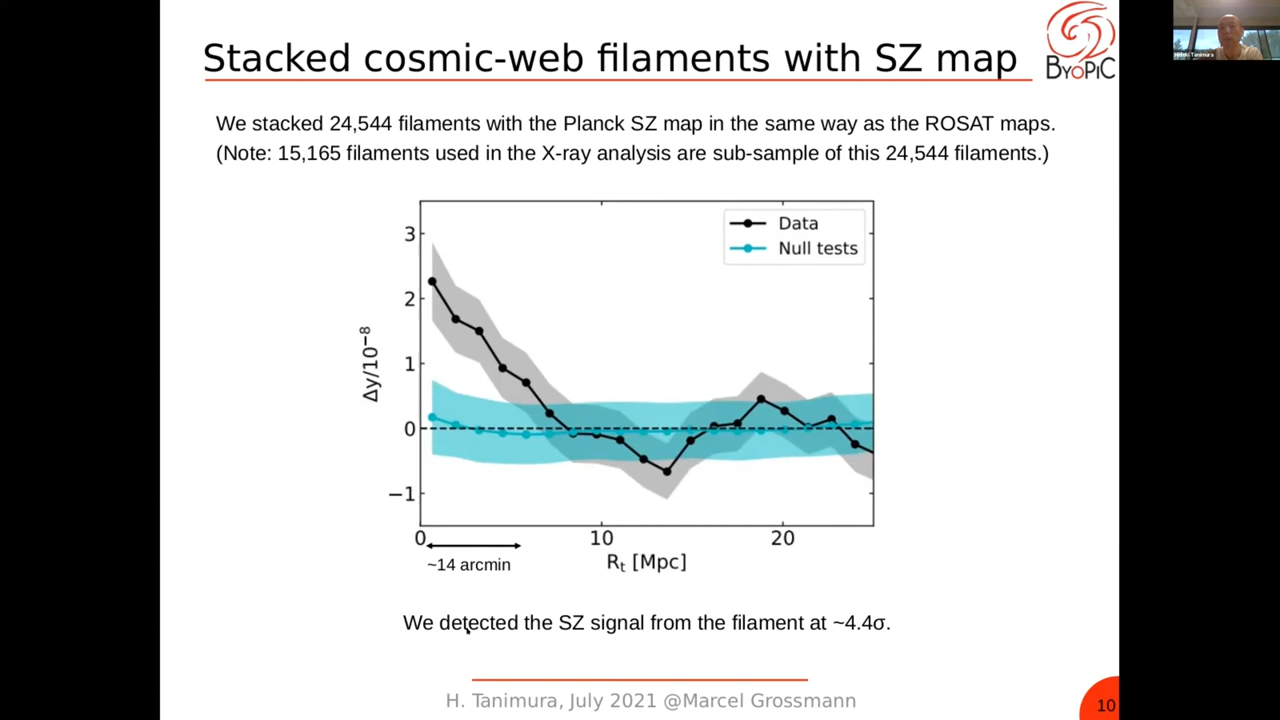 Stacked cosmic-web filaments with SZ map
BYOPIC
Hideki Tanimura
We stacked 24,544 filaments with the Planck SZ map in the same way as the ROSAT maps.
(Note: 15,165 filaments used in the X-ray analysis are sub-sample of this 24,544 filaments.)
Data
Null tests
3
2
1
0
−1
Δy/10⁻⁸
0 10 20
~14 arcmin
Rₜ [Mpc]
We detected the SZ signal from the filament at ~4.4σ.
H. Tanimura, July 2021 @Marcel Grossmann
10